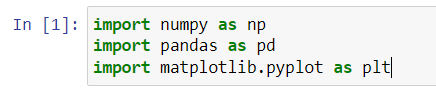 In [1]: import numpy as np
import pandas as pd
import matplotlib.pyplot as plt